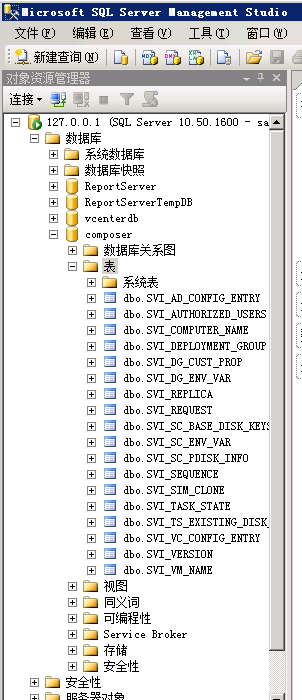 Microsoft SQL Server Management Studio
文件(F) 编辑(E) 查看(V) 工具(T) 窗口(W)
新建查询(N)
对象资源管理器
连接
127.0.0.1 (SQL Server 10.50.1600 - sa
数据库
系统数据库
数据库快照
ReportServer
ReportServerTempDB
vcenterdb
composer
数据库关系图
表
系统表
dbo.SVI_AD_CONFIG_ENTRY
dbo.SVI_AUTHORIZED_USERS
dbo.SVI_COMPUTER_NAME
dbo.SVI_DEPLOYMENT_GROUP
dbo.SVI_DG_CUST_PROP
dbo.SVI_DG_ENV_VAR
dbo.SVI_REPLICA
dbo.SVI_REQUEST
dbo.SVI_SC_BASE_DISK_KEYS
dbo.SVI_SC_ENV_VAR
dbo.SVI_SC_PDISK_INFO
dbo.SVI_SEQUENCE
dbo.SVI_SIM_CLONE
dbo.SVI_TASK_STATE
dbo.SVI_TS_EXISTING_DISK_
dbo.SVI_VC_CONFIG_ENTRY
dbo.SVI_VERSION
dbo.SVI_VM_NAME
视图
同义词
可编程性
Service Broker
存储
安全性
安全性
服务器对象